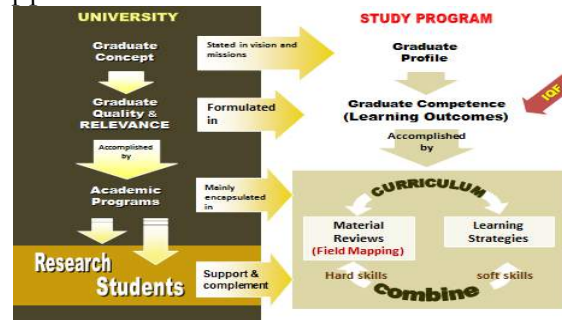 UNIVERSITY
Graduate
Concept
Graduate
Quality &
RELEVANCE
Accomplished
by
Academic
Programs
Research
Students
Stated in vision and
missions
Formulated
in
Mainly
encapsulated
in
Support &
complement
STUDY PROGRAM
Graduate
Profile
Graduate Competence
(Learning Outcomes)
IQF
Accomplished
by
CURRICULUM
Material
Reviews
(Field Mapping)
Learning
Strategies
Hard skills
soft skills
Combine